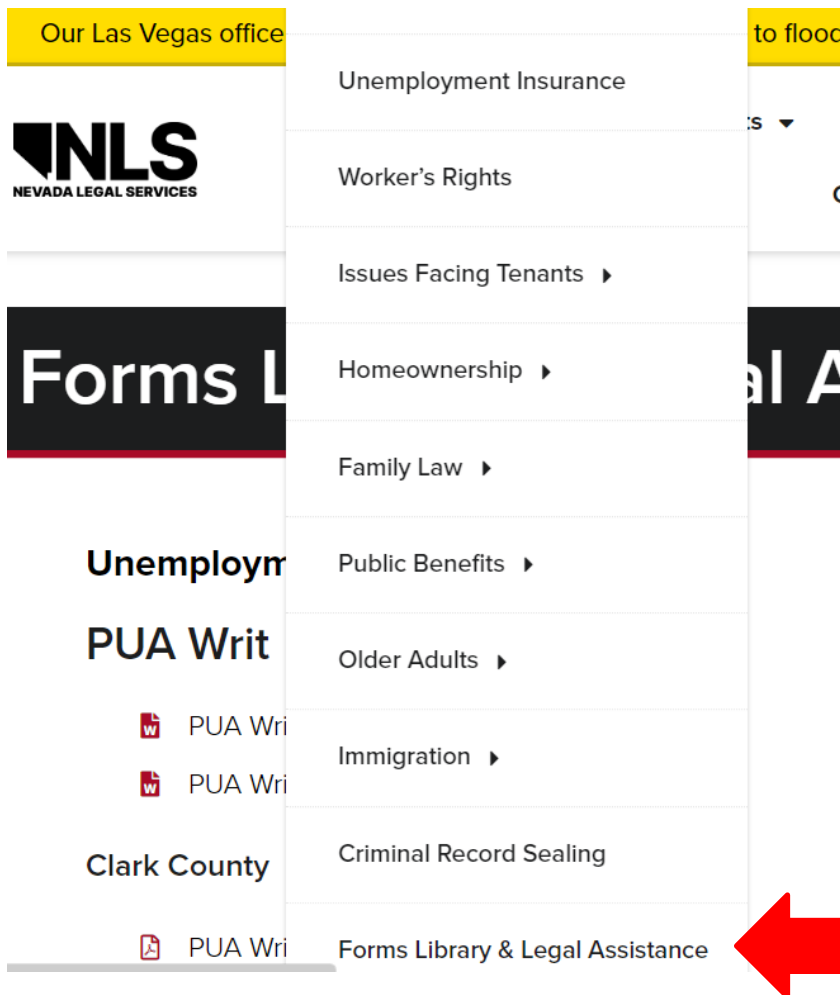 Our Las Vegas office to flood
Unemployment Insurance
NLS
NEVADA LEGAL SERVICES
Worker's Rights
Issues Facing Tenants
Forms L al A
Homeownership
Family Law
Unemploym
Public Benefits
PUA Writ
Older Adults
PUA Wri
Immigration
PUA Wri
Clark County
Criminal Record Sealing
PUA Wri
Forms Library & Legal Assistance